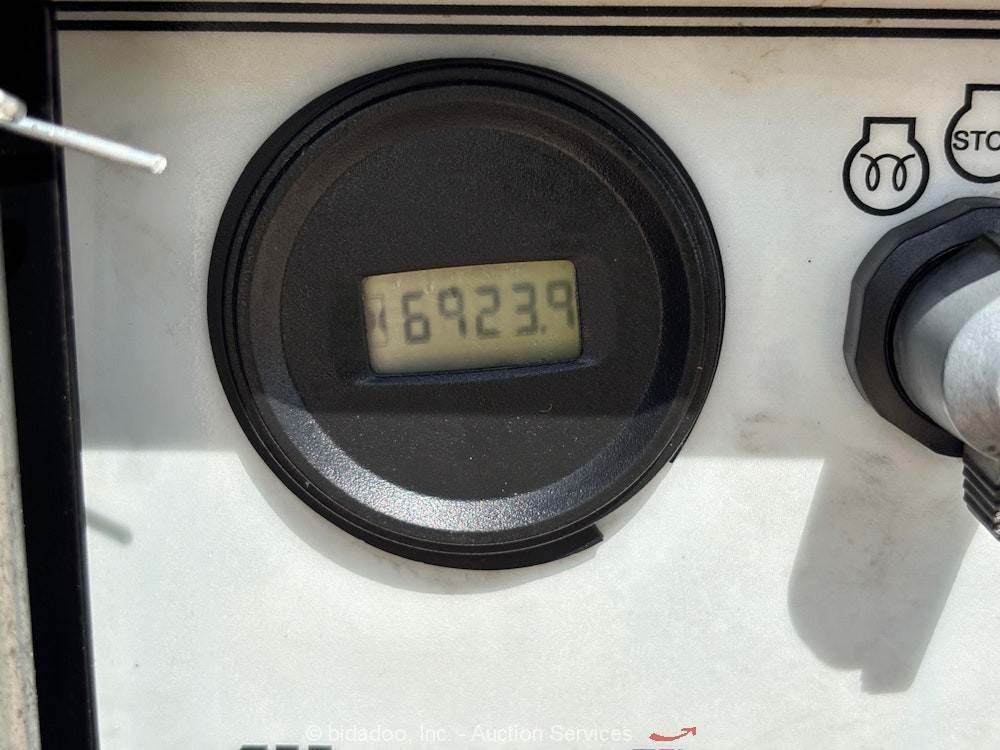 STO
6923.9
© bidadoo, Inc. - Auction Services